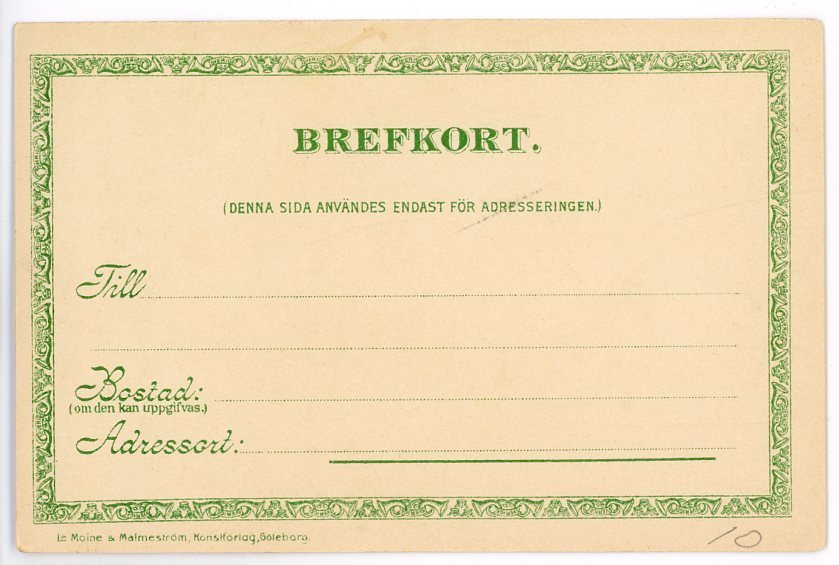 BREFKORT.
(DENNA SIDA ANVÄNDES ENDAST FÖR ADRESSERINGEN.)
Till
Bostad:
(om den kan uppgifvas.)
Adressort:
Le Moine & Malmeström, Konstforlag, Göteborg.
10